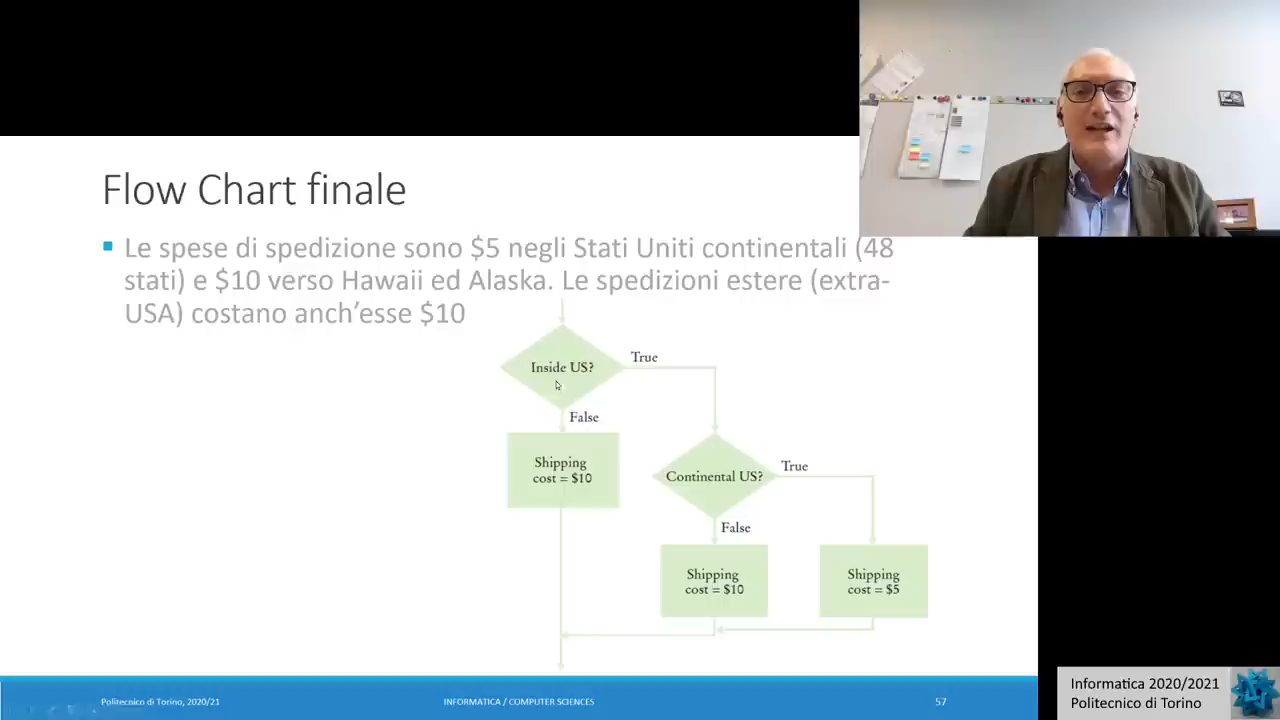 Flow Chart finale
Le spese di spedizione sono $5 negli Stati Uniti continentali (48
stati) e $10 verso Hawaii ed Alaska. Le spedizioni estere (extra-
USA) costano anch’esse $10
Inside US?
True
False
Shipping
cost = $10
Continental US?
True
False
Shipping
cost = $10
Shipping
cost = $5
Politecnico di Torino, 2020/21
INFORMATICA / COMPUTER SCIENCES
57
Informatica 2020/2021
Politecnico di Torino